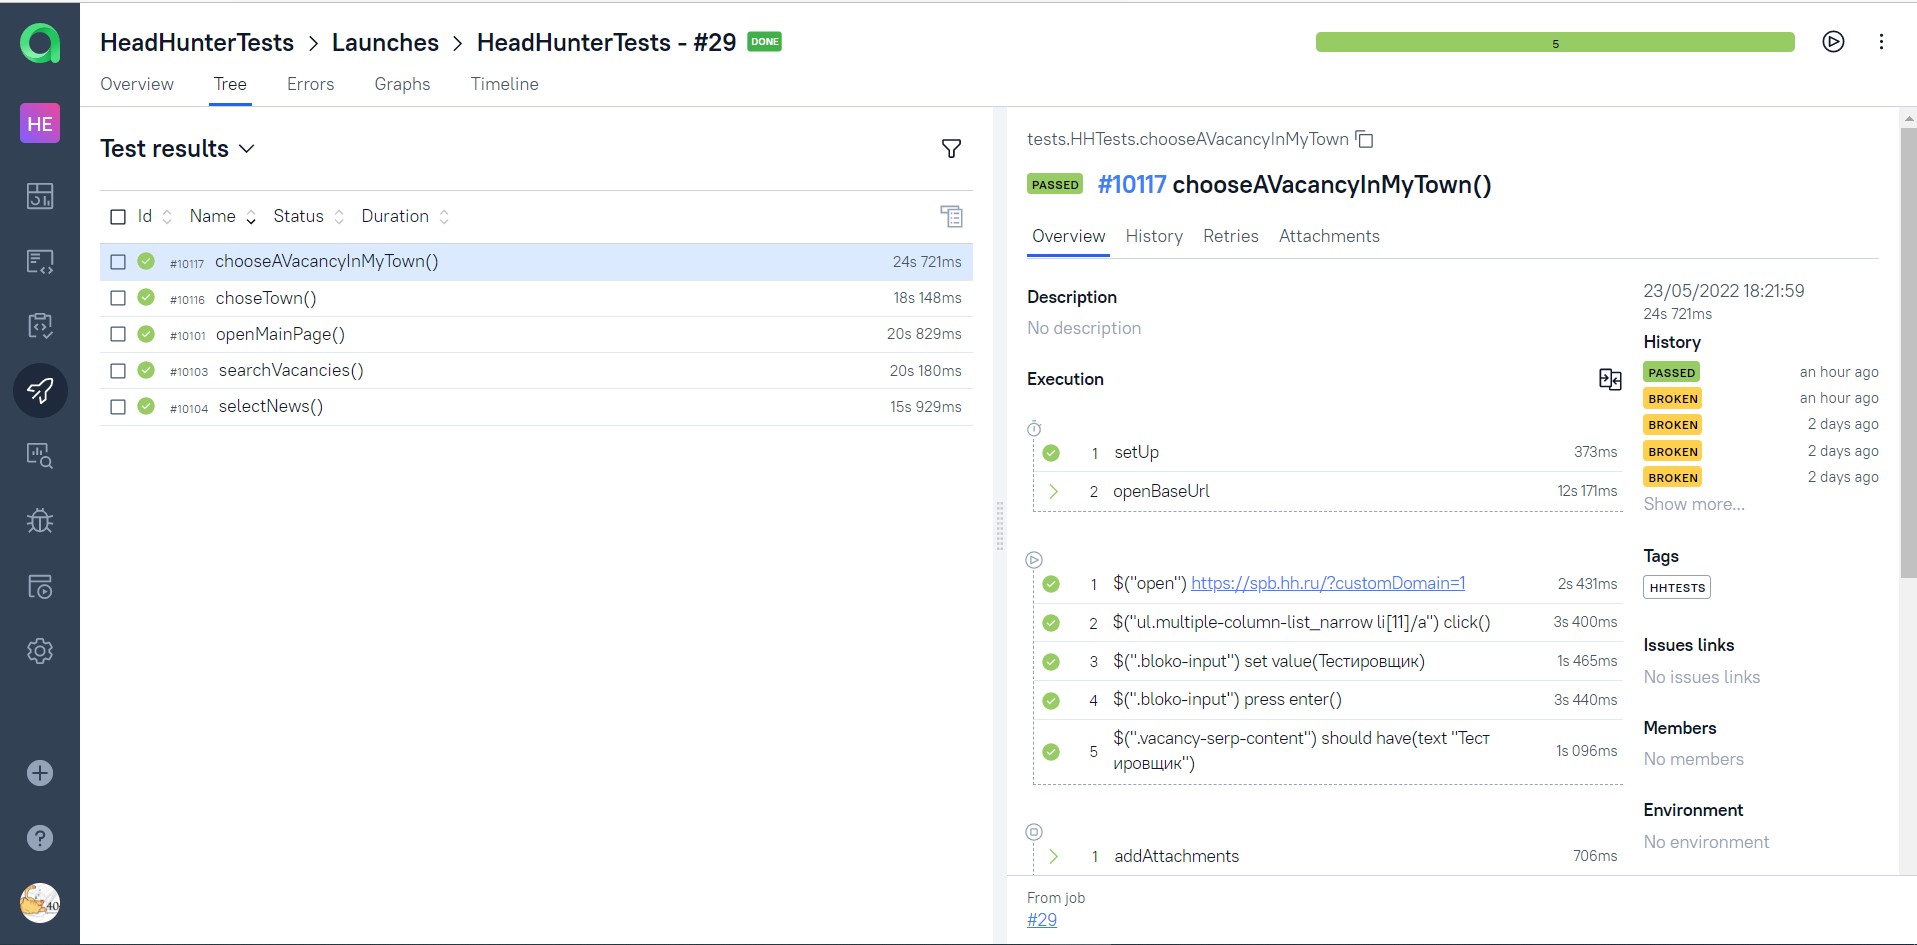 HeadHunterTests > Launches > HeadHunterTests - #29 DONE
5
Overview Tree Errors Graphs Timeline
HE
Test results
Id Name Status Duration
#10117 chooseAVacancyInMyTown() 24s 721ms
#10116 choseTown() 18s 148ms
#10101 openMainPage() 20s 829ms
#10103 searchVacancies() 20s 180ms
#10104 selectNews() 15s 929ms
tests.HHTests.chooseAVacancyInMyTown
PASSED #10117 chooseAVacancyInMyTown()
Overview History Retries Attachments
Description
No description
Execution
1 setUp 373ms
2 openBaseUrl 12s 171ms
1 $("open") https://spb.hh.ru/?customDomain=1 2s 431ms
2 $("ul.multiple-column-list_narrow li[11]/a") click() 3s 400ms
3 $(".bloko-input") set value(Тестировщик) 1s 465ms
4 $(".bloko-input") press enter() 3s 440ms
5 $(".vacancy-serp-content") should have(text "Тест
ировщик") 1s 096ms
1 addAttachments 706ms
23/05/2022 18:21:59
24s 721ms
History
PASSED an hour ago
BROKEN an hour ago
BROKEN 2 days ago
BROKEN 2 days ago
BROKEN 2 days ago
Show more...
Tags
HHTESTS
Issues links
No issues links
Members
No members
Environment
No environment
From job
#29
40